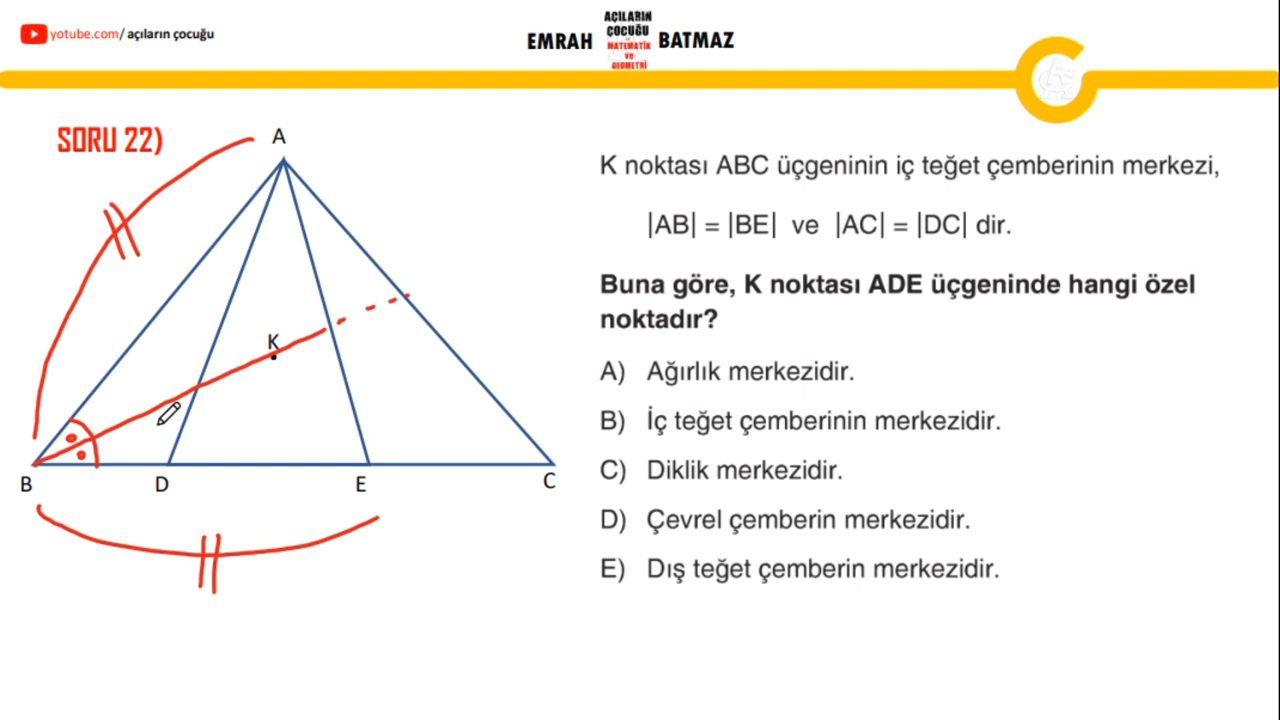 yotube.com/ açıların çocuğu
EMRAH
AÇILARIN
ÇOCUĞU
MATEMATİK
ve
GEOMETRİ
BATMAZ
SORU 22)
A
K
B
D
E
C
K noktası ABC üçgeninin iç teğet çemberinin merkezi,
|AB| = |BE| ve |AC| = |DC| dir.
Buna göre, K noktası ADE üçgeninde hangi özel
noktadır?
A) Ağırlık merkezidir.
B) İç teğet çemberinin merkezidir.
C) Diklik merkezidir.
D) Çevrel çemberin merkezidir.
E) Dış teğet çemberin merkezidir.